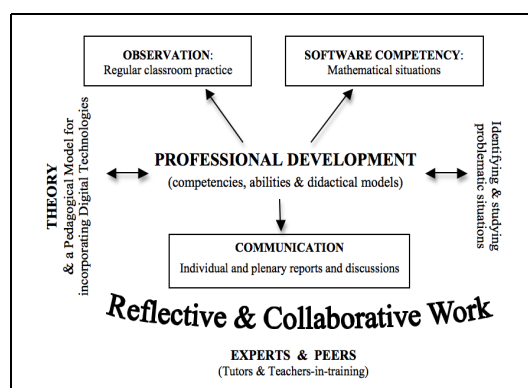 OBSERVATION:
Regular classroom practice
SOFTWARE COMPETENCY:
Mathematical situations
THEORY
& a Pedagogical Model for
incorporating Digital Technologies
PROFESSIONAL DEVELOPMENT
(competencies, abilities & didactical models)
Identifying & studying
problematic situations
COMMUNICATION
Individual and plenary reports and discussions
Reflective & Collaborative Work
EXPERTS & PEERS
(Tutors & Teachers-in-training)